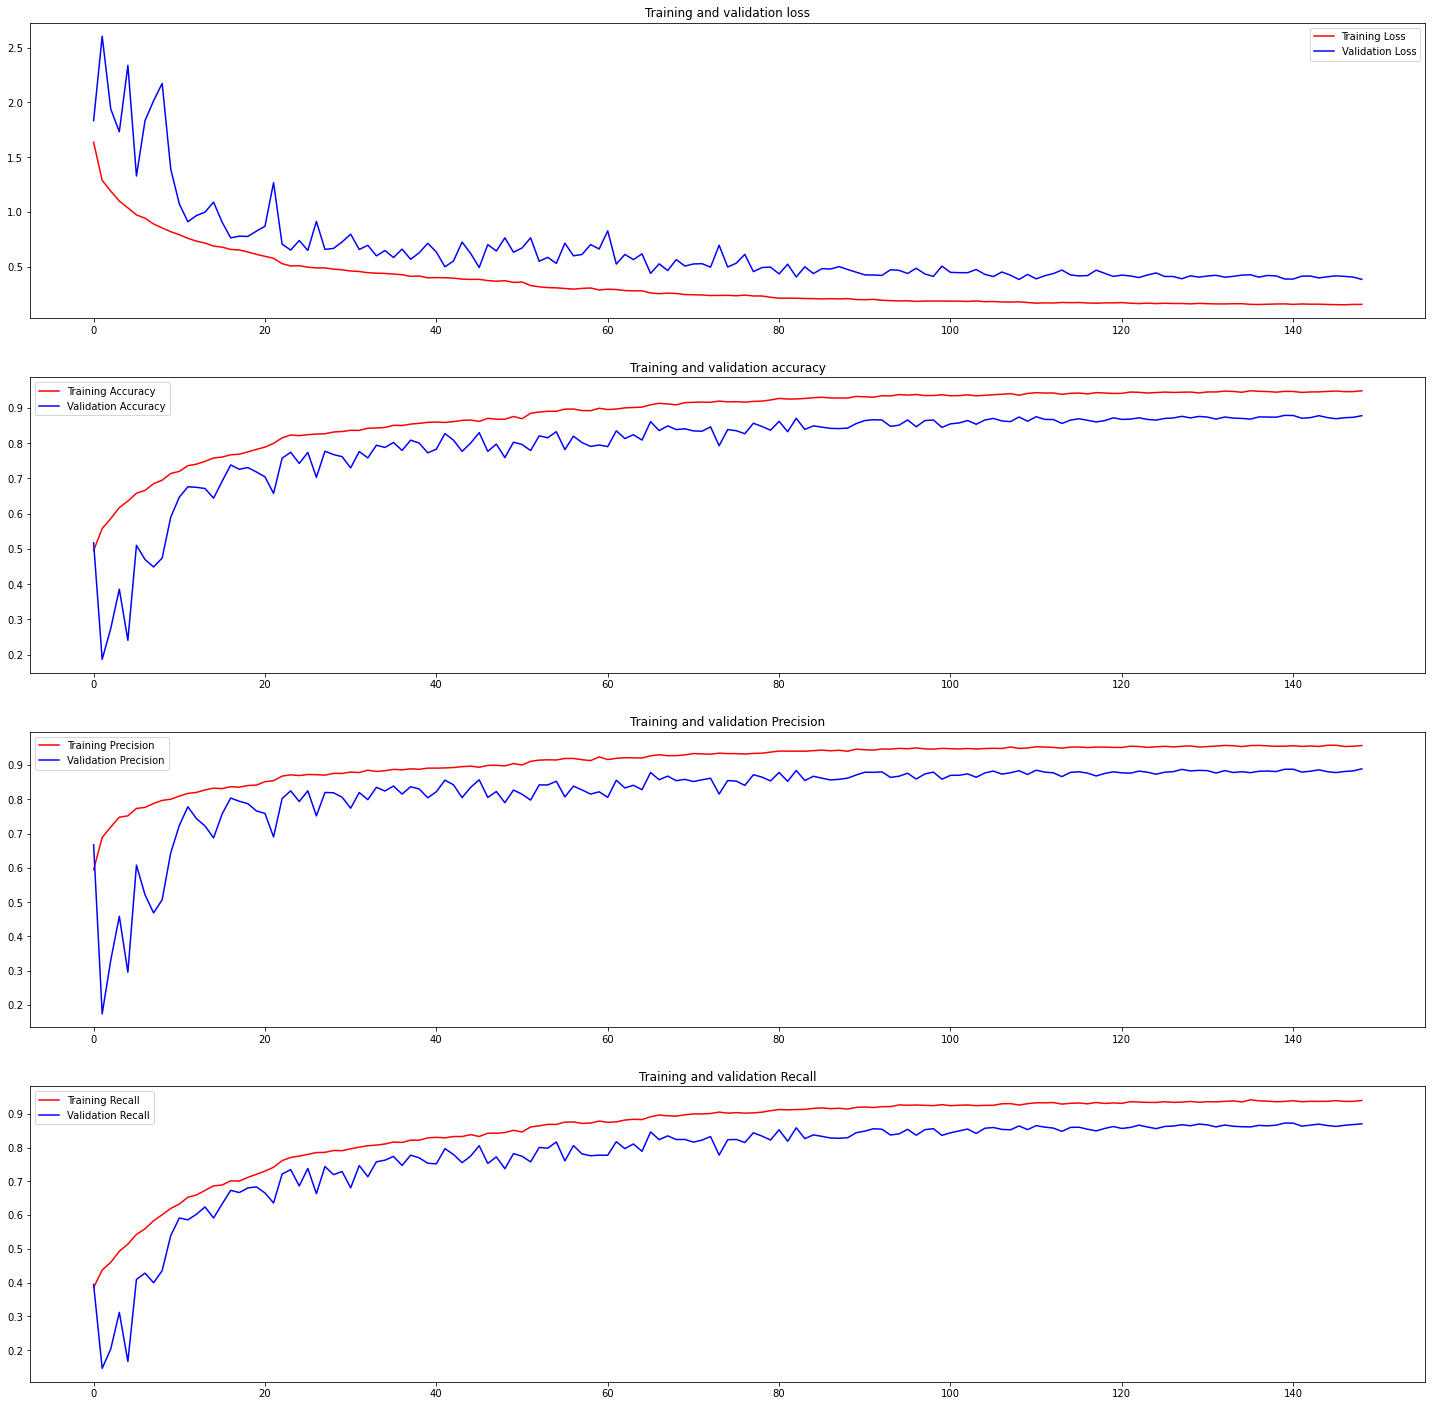 Training and validation loss
Training Loss
Validation Loss
2.5
2.0
1.5
1.0
0.5
0 20 40 60 80 100 120 140
Training and validation accuracy
Training Accuracy
Validation Accuracy
0.9
0.8
0.7
0.6
0.5
0.4
0.3
0.2
0 20 40 60 80 100 120 140
Training and validation Precision
Training Precision
Validation Precision
0.9
0.8
0.7
0.6
0.5
0.4
0.3
0.2
0 20 40 60 80 100 120 140
Training and validation Recall
Training Recall
Validation Recall
0.9
0.8
0.7
0.6
0.5
0.4
0.3
0.2
0 20 40 60 80 100 120 140